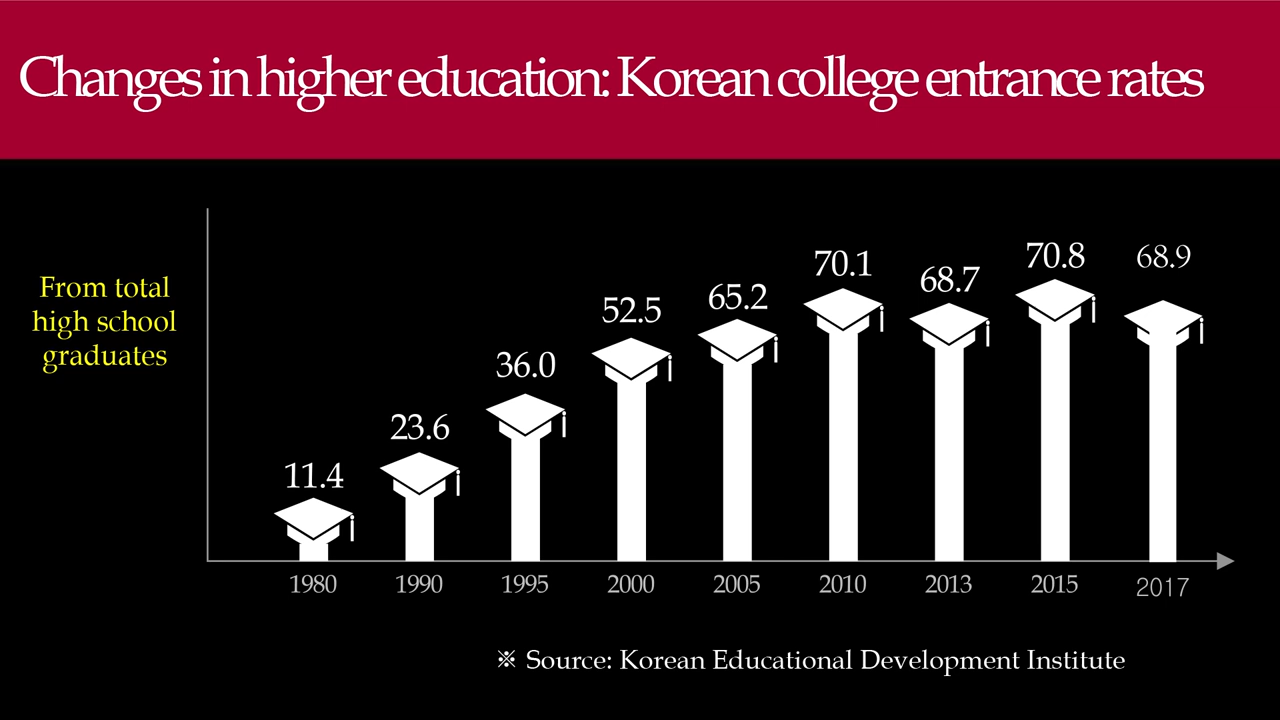 Changes in higher education: Korean college entrance rates
From total
high school
graduates
11.4
23.6
36.0
52.5
65.2
70.1
68.7
70.8
68.9
1980 1990 1995 2000 2005 2010 2013 2015 2017
※ Source: Korean Educational Development Institute